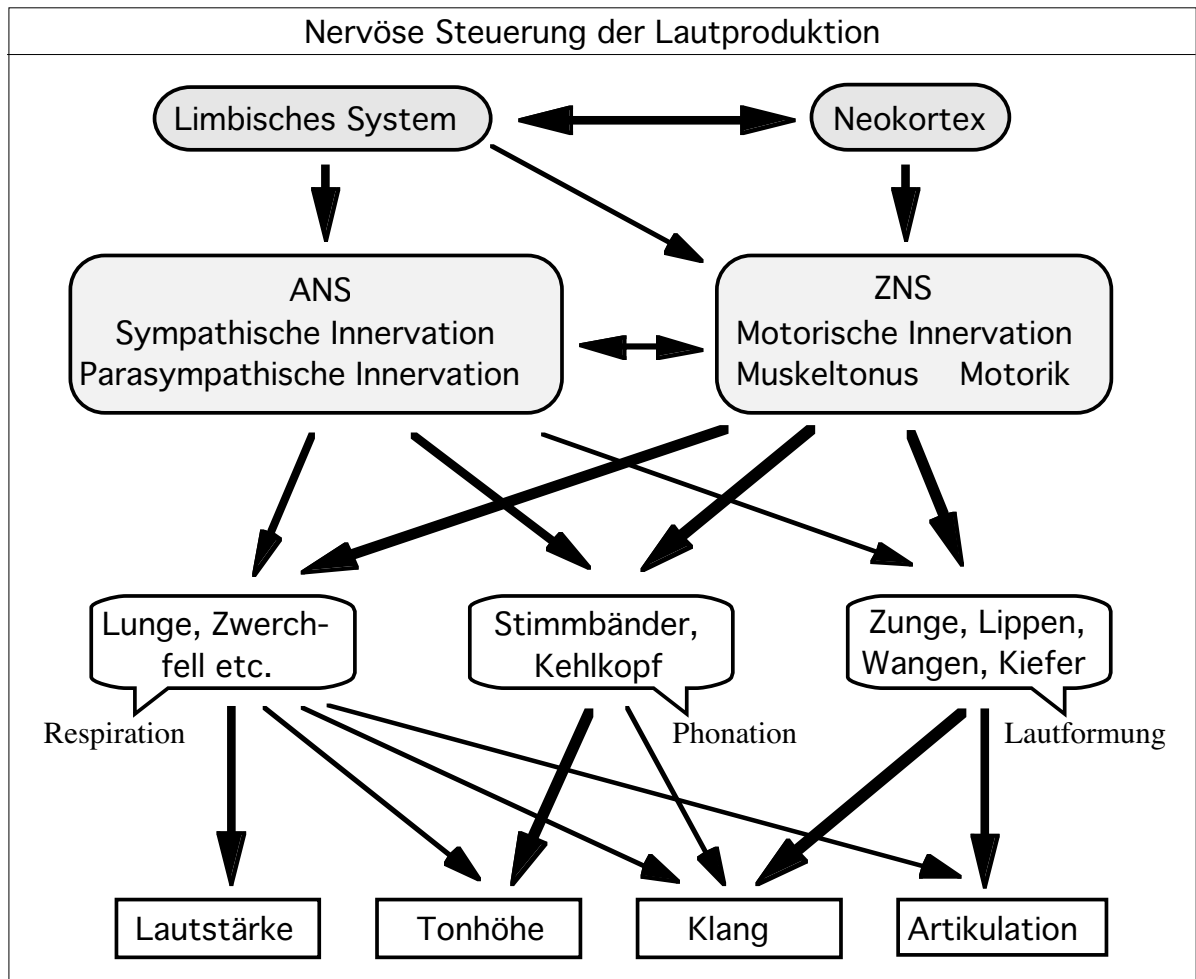 Nervöse Steuerung der Lautproduktion
Limbisches System
Neokortex
ANS
Sympathische Innervation
Parasympathische Innervation
ZNS
Motorische Innervation
Muskeltonus Motorik
Lunge, Zwerch-
fell etc.
Stimmbänder,
Kehlkopf
Zunge, Lippen,
Wangen, Kiefer
Respiration
Phonation
Lautformung
Lautstärke
Tonhöhe
Klang
Artikulation